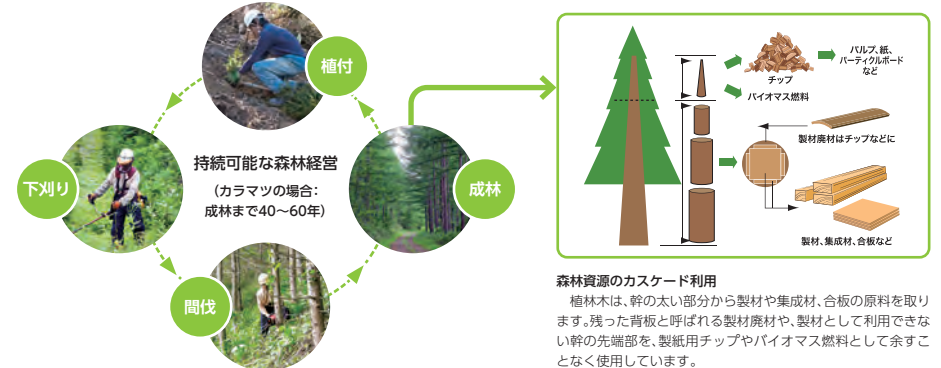 植付
下刈り
持続可能な森林経営
(カラマツの場合:
成林まで40〜60年)
成林
間伐
チップ
パルプ、紙、
パーティクルボード
など
バイオマス燃料
製材廃材はチップなどに
製材、集成材、合板など
森林資源のカスケード利用
植林木は、幹の太い部分から製材や集成材、合板の原料を取り
ます。残った背板と呼ばれる製材廃材や、製材として利用できな
い幹の先端部を、製紙用チップやバイオマス燃料として余すこ
となく使用しています。